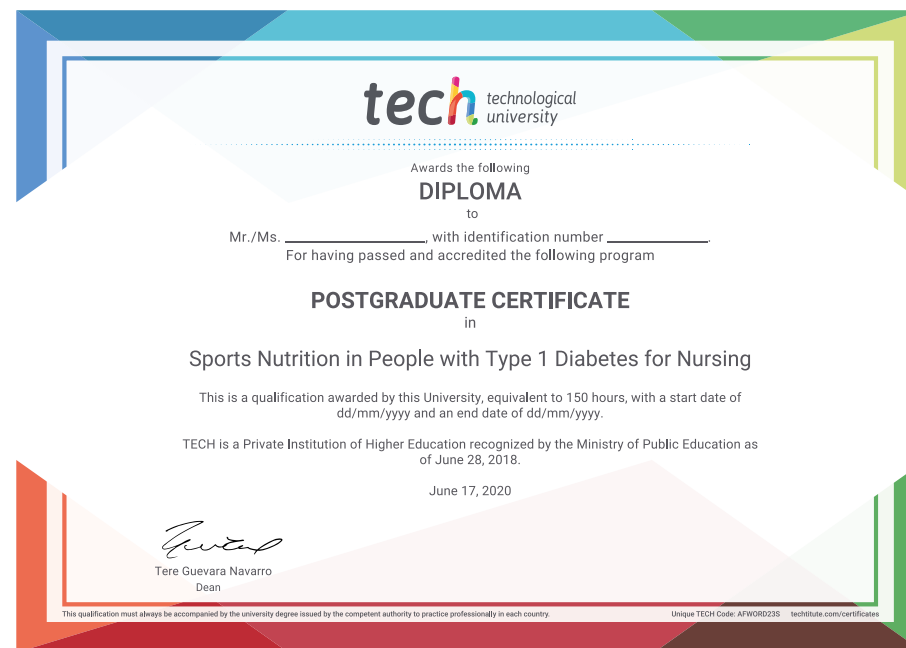 tech technological
university
Awards the following
DIPLOMA
to
Mr./Ms. ____________, with identification number ____________.
For having passed and accredited the following program
POSTGRADUATE CERTIFICATE
in
Sports Nutrition in People with Type 1 Diabetes for Nursing
This is a qualification awarded by this University, equivalent to 150 hours, with a start date of
dd/mm/yyyy and an end date of dd/mm/yyyy.
TECH is a Private Institution of Higher Education recognized by the Ministry of Public Education as
of June 28, 2018.
June 17, 2020
Tere Guevara Navarro
Dean
This qualification must always be accompanied by the university degree issued by the competent authority to practice professionally in each country. Unique TECH Code: AFWORD23S techtitute.com/certificates